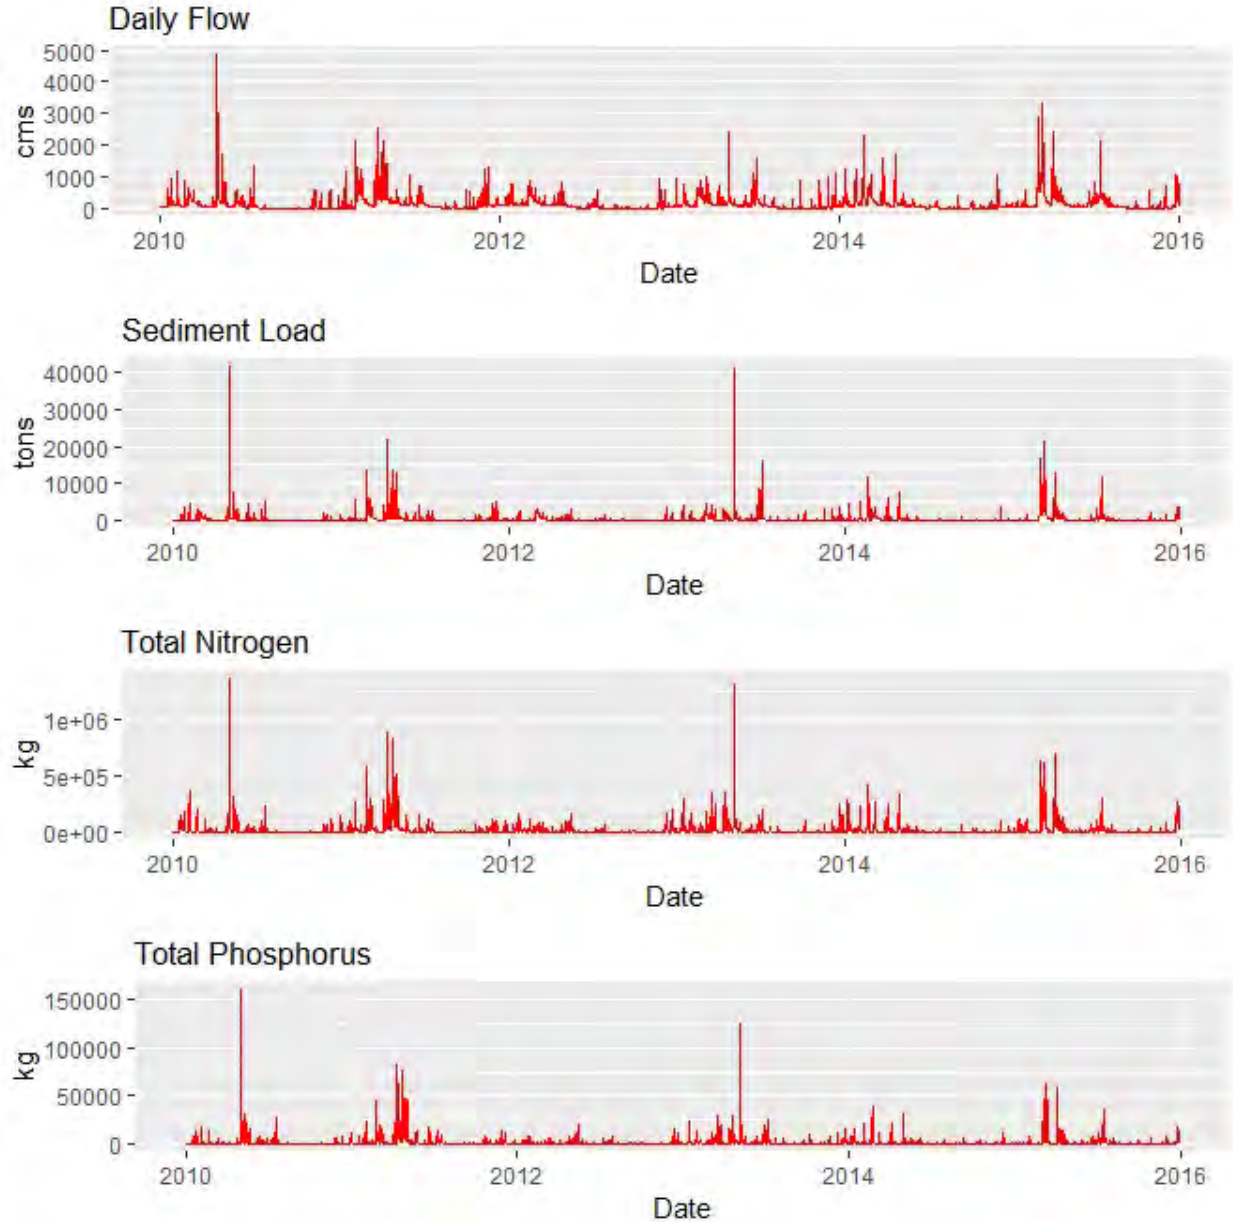 Daily Flow
5000
4000
3000
2000
1000
0
cms
2010 2012 2014 2016
Date
Sediment Load
40000
30000
20000
10000
0
tons
2010 2012 2014 2016
Date
Total Nitrogen
1e+06
5e+05
0e+00
kg
2010 2012 2014 2016
Date
Total Phosphorus
150000
100000
50000
0
kg
2010 2012 2014 2016
Date